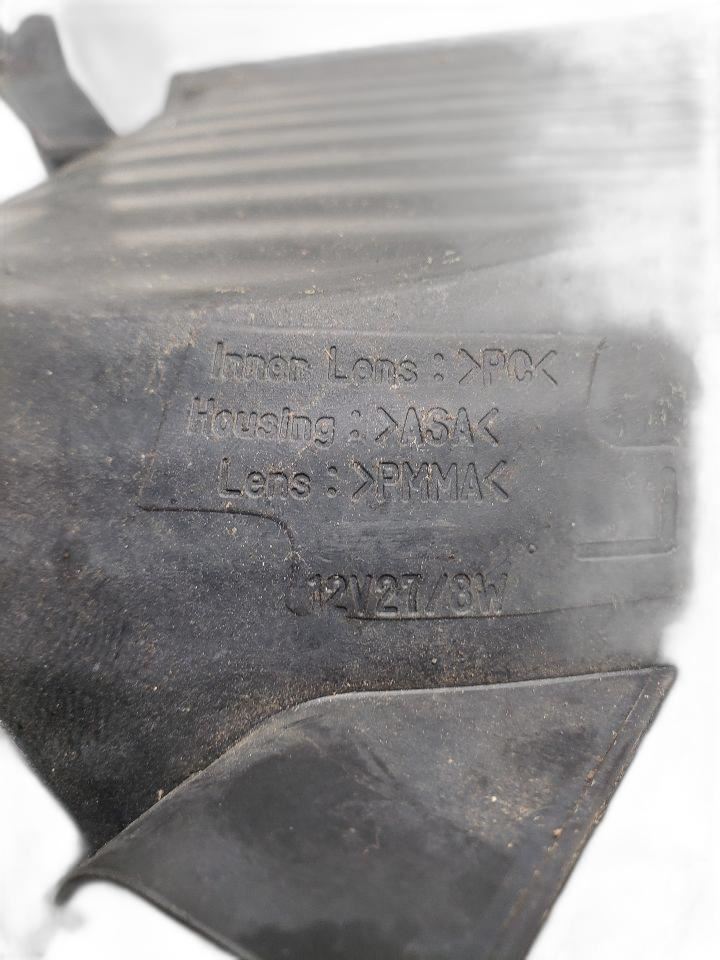 Inner Lens : >PC<
Housing : >ASA<
Lens : >PMMA<
12V27/8W